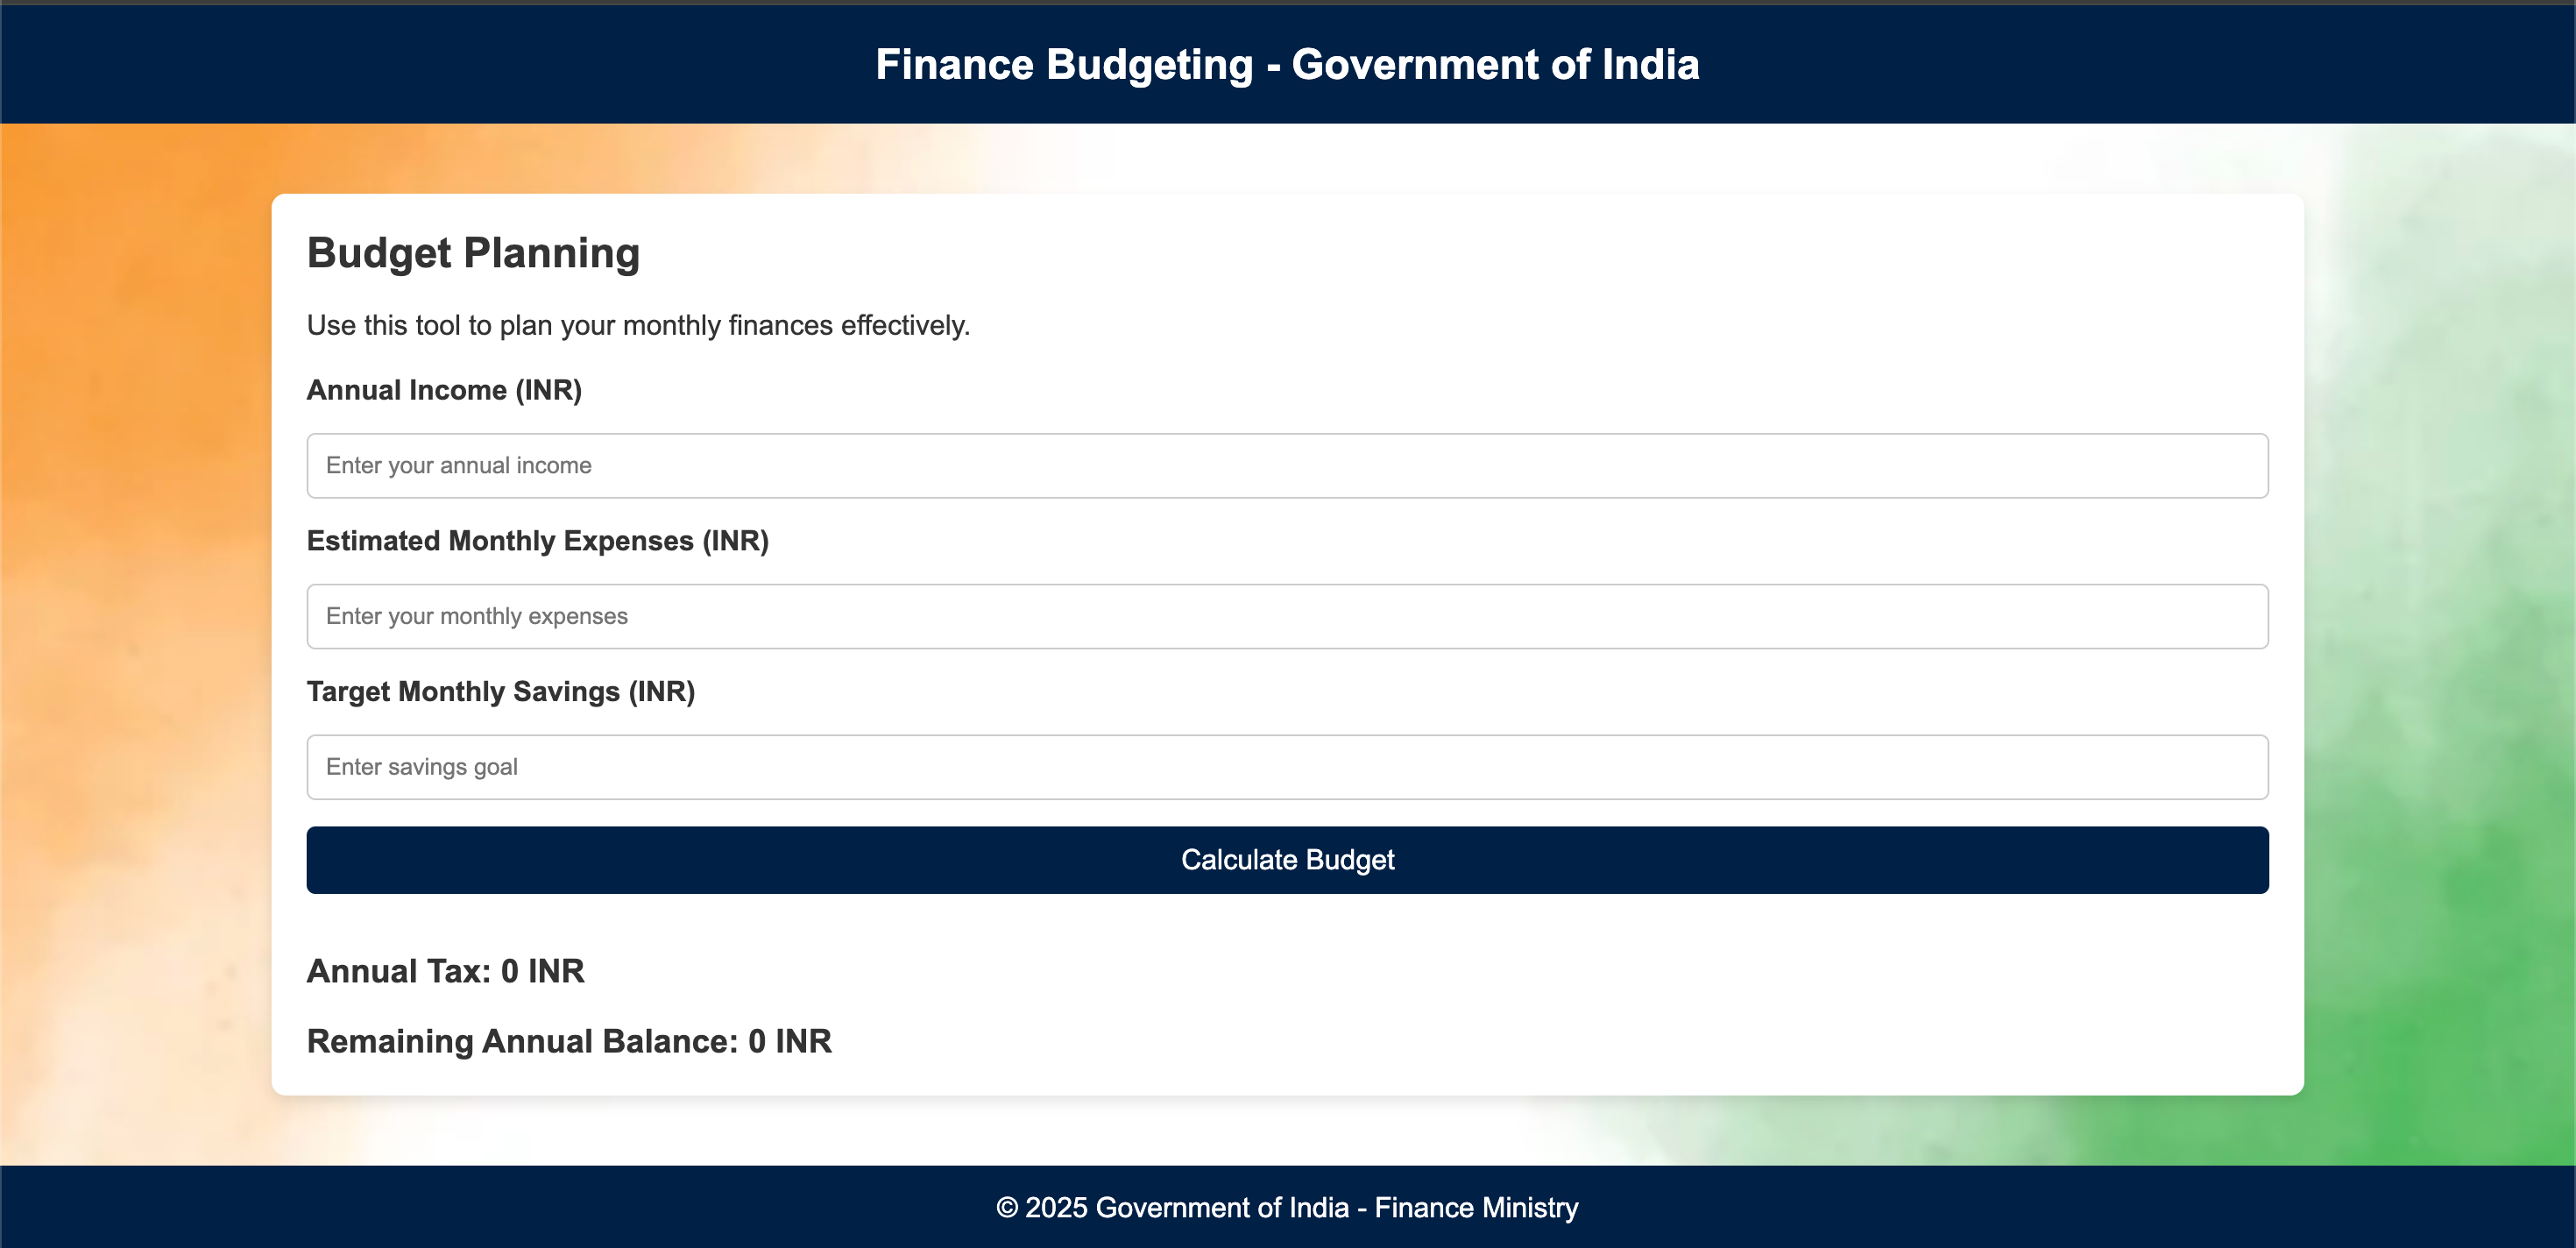 Finance Budgeting - Government of India
Budget Planning
Use this tool to plan your monthly finances effectively.
Annual Income (INR)
Enter your annual income
Estimated Monthly Expenses (INR)
Enter your monthly expenses
Target Monthly Savings (INR)
Enter savings goal
Calculate Budget
Annual Tax: 0 INR
Remaining Annual Balance: 0 INR
© 2025 Government of India - Finance Ministry